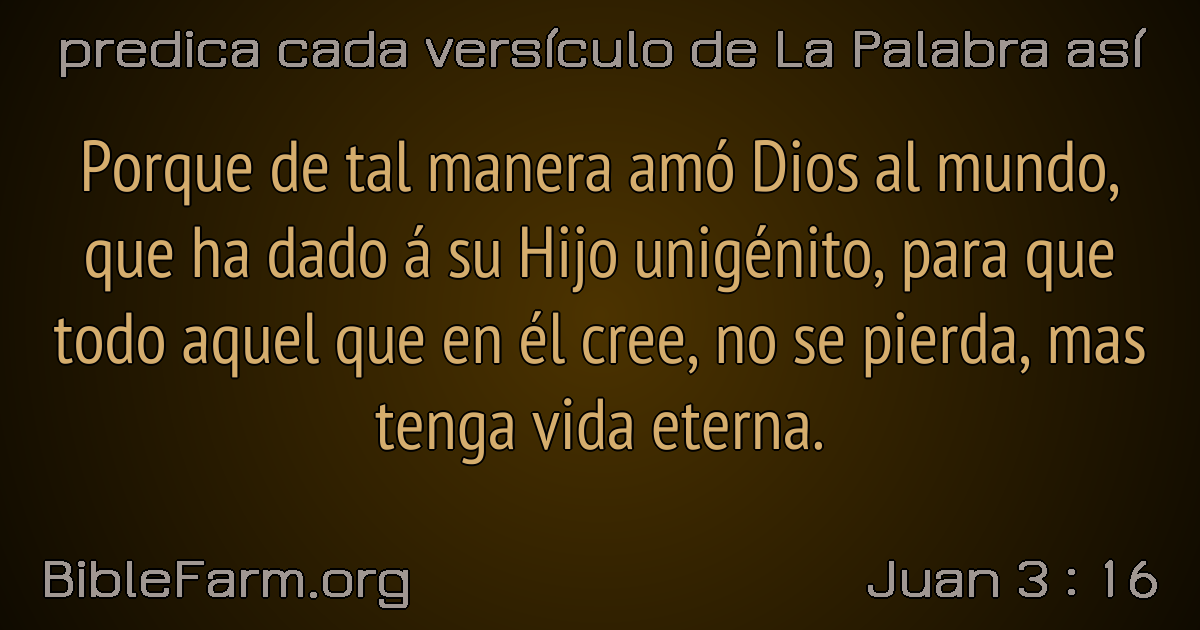 predica cada versículo de La Palabra así
Porque de tal manera amó Dios al mundo,
que ha dado á su Hijo unigénito, para que
todo aquel que en él cree, no se pierda, mas
tenga vida eterna.
BibleFarm.org
Juan 3 : 16